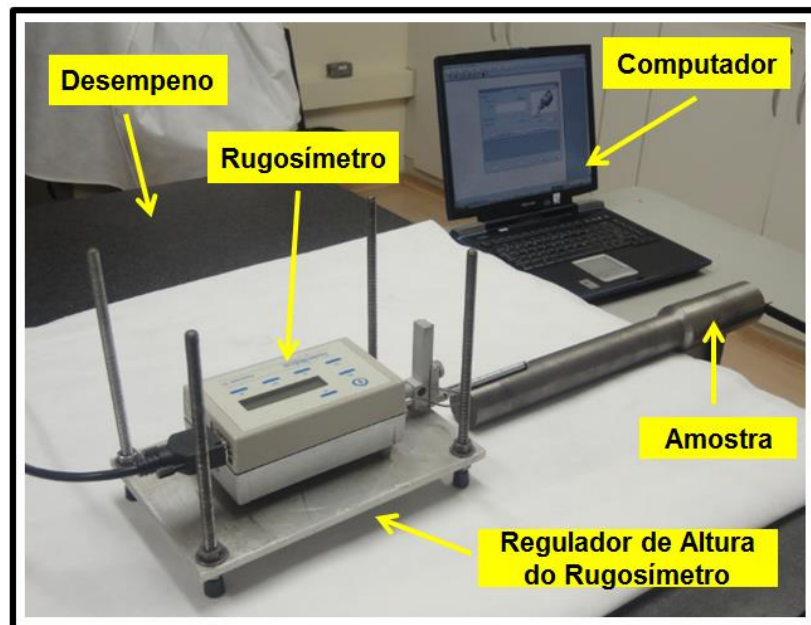 Desempeno
Computador
Rugosímetro
Amostra
Regulador de Altura
do Rugosímetro